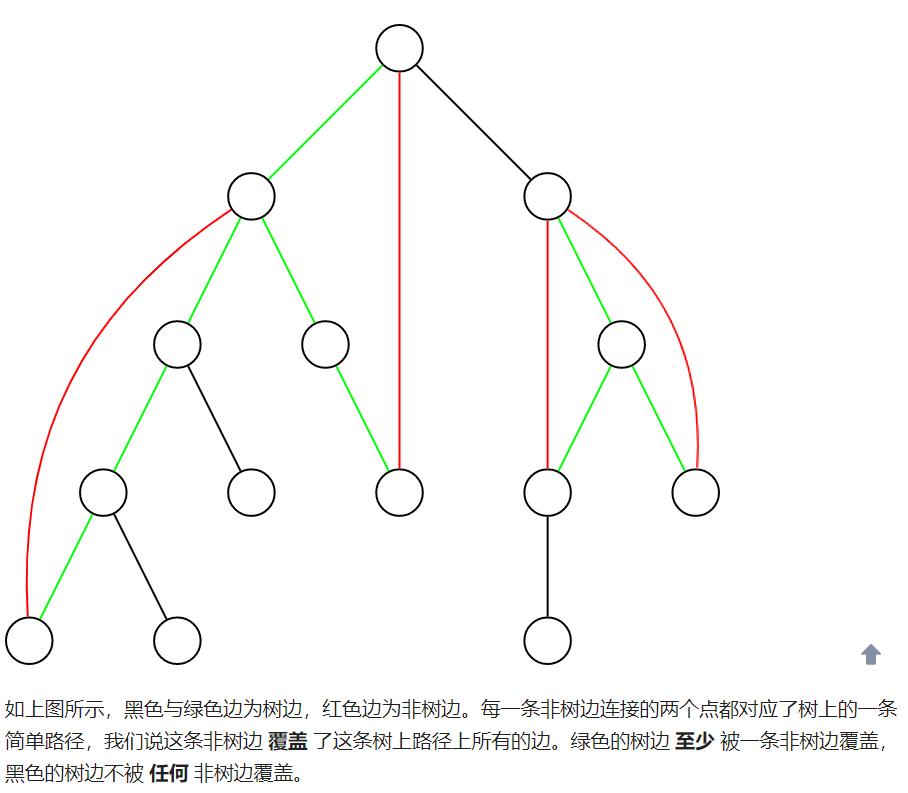 如上图所示，黑色与绿色边为树边，红色边为非树边。每一条非树边连接的两个点都对应了树上的一条
简单路径，我们说这条非树边 覆盖 了这条树上路径上所有的边。绿色的树边 至少 被一条非树边覆盖，
黑色的树边不被 任何 非树边覆盖。